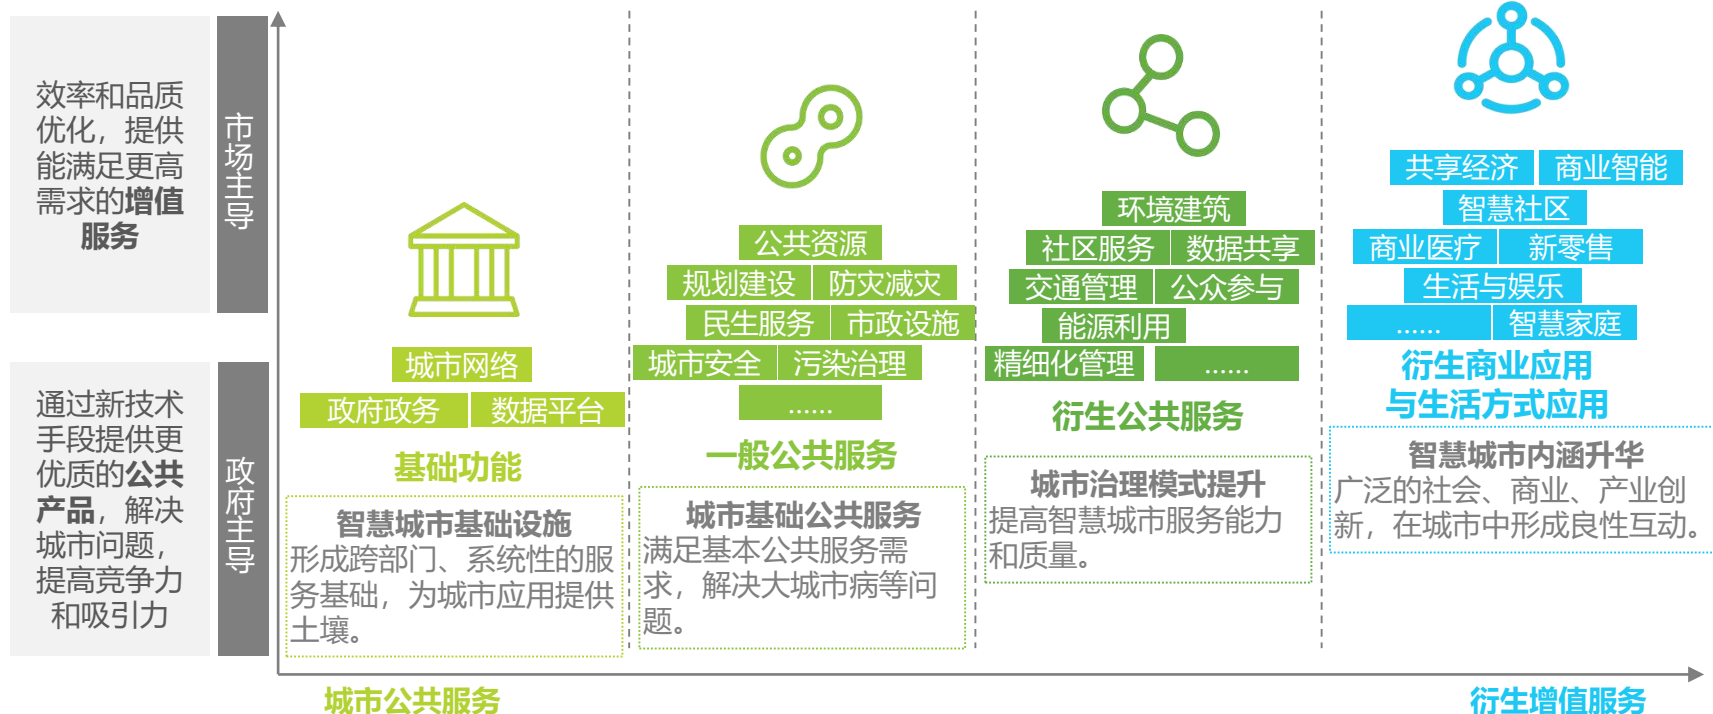 效率和品质
优化，提供
能满足更高
需求的增值
服务
市场主导
通过新技术
手段提供更
优质的公共
产品，解决
城市问题，
提高竞争力
和吸引力
政府主导
城市网络
政府政务 数据平台
基础功能
智慧城市基础设施
形成跨部门、系统性的服
务基础，为城市应用提供
土壤。
公共资源
规划建设 防灾减灾
民生服务 市政设施
城市安全 污染治理
......
一般公共服务
城市基础公共服务
满足基本公共服务需
求，解决大城市病等问
题。
环境建筑
社区服务 数据共享
交通管理 公众参与
能源利用
精细化管理 ......
衍生公共服务
城市治理模式提升
提高智慧城市服务能力
和质量。
共享经济 商业智能
智慧社区
商业医疗 新零售
生活与娱乐
...... 智慧家庭
衍生商业应用
与生活方式应用
智慧城市内涵升华
广泛的社会、商业、产业创
新，在城市中形成良性互动。
城市公共服务
衍生增值服务